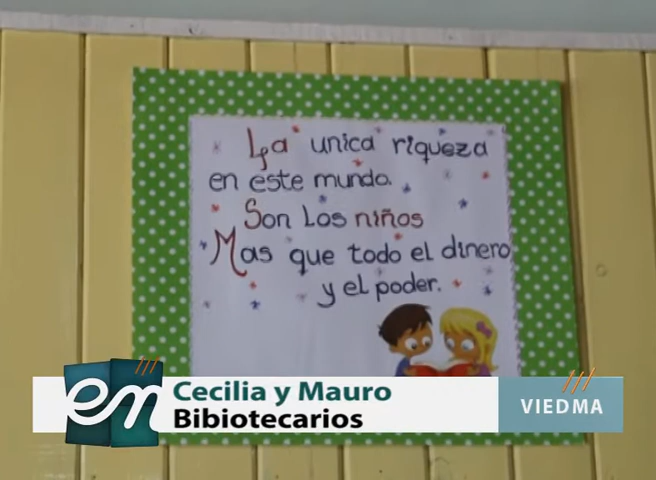 La unica riqueza
en este mundo.
Son Los niños
Mas que todo el dinero
y el poder.
en
Cecilia y Mauro
Bibiotecarios
VIEDMA